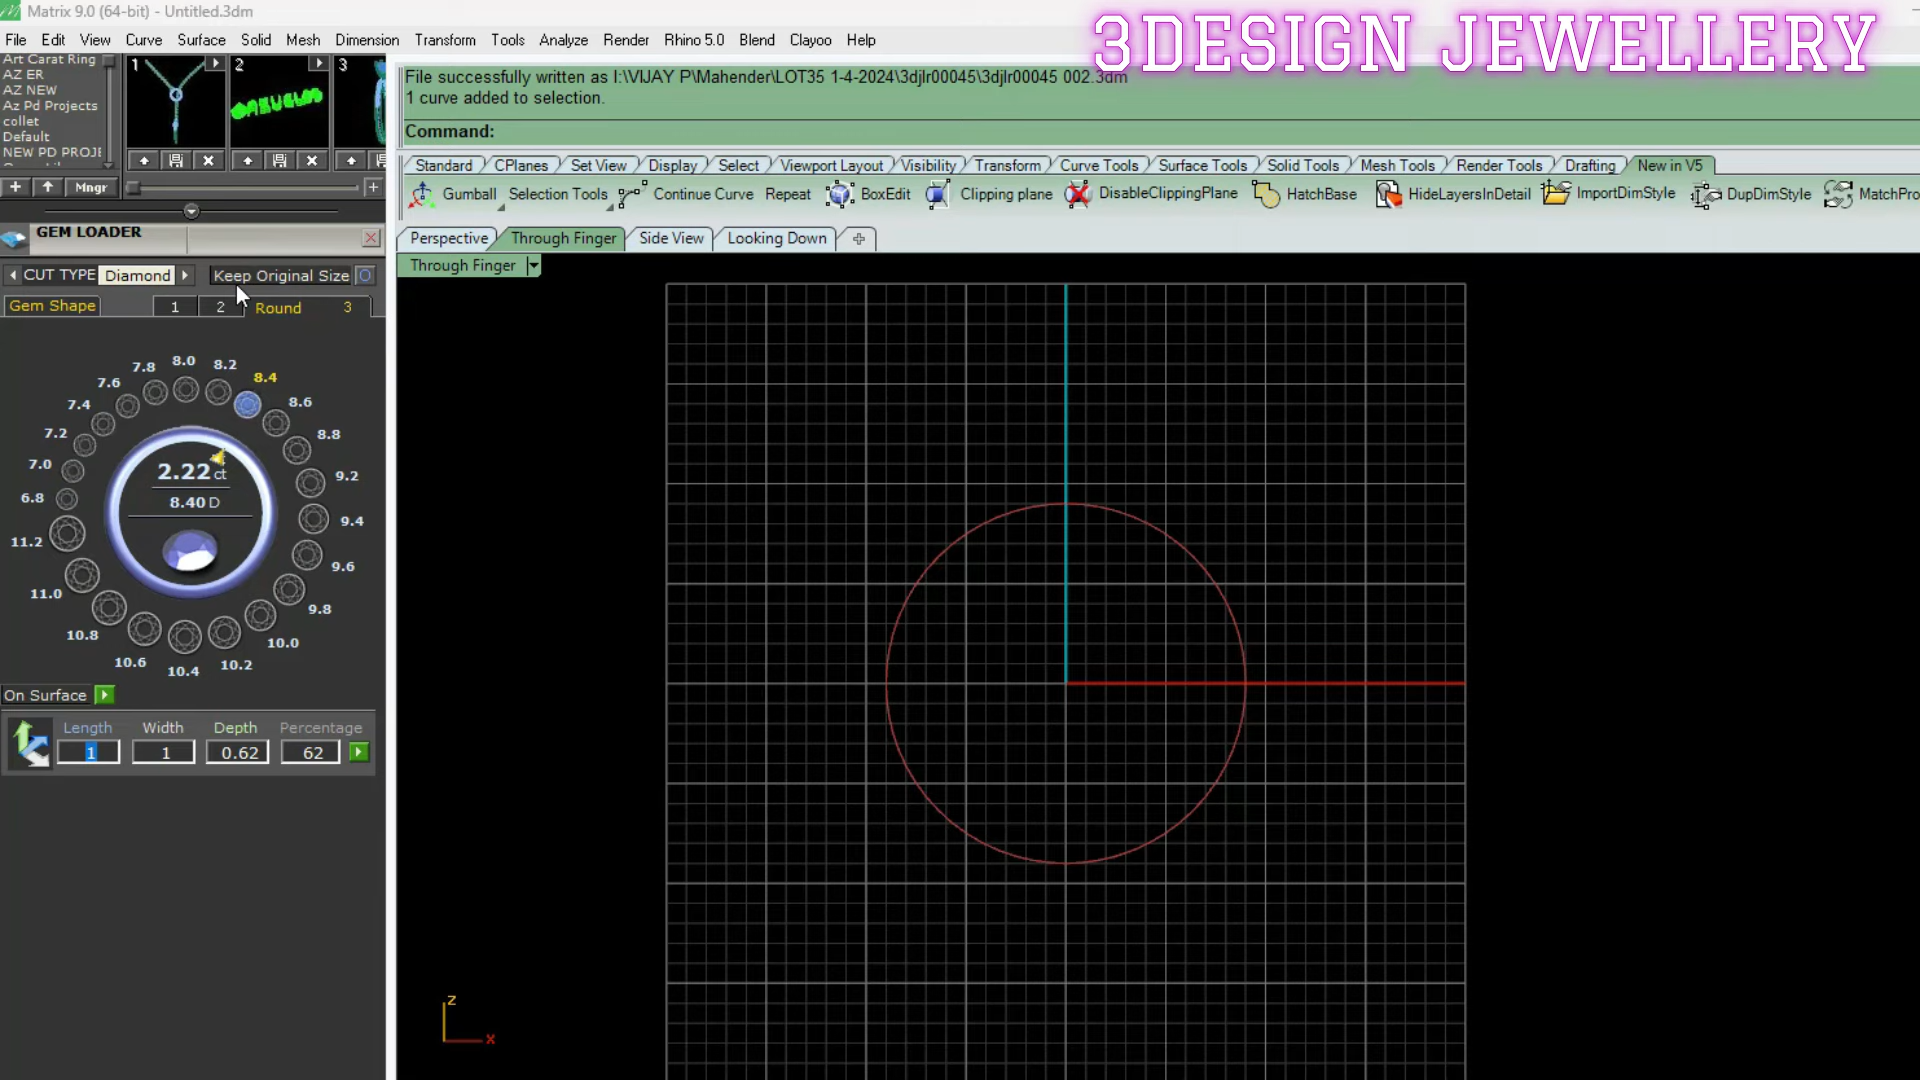 Matrix 9.0 (64-bit) - Untitled.3dm
3DESIGN JEWELLERY
File Edit View Curve Surface Solid Mesh Dimension Transform Tools Analyze Render Rhino 5.0 Blend Clayoo Help
Art Carat Ring
AZ ER
AZ NEW
Az Pd Projects
collet
Default
NEW PD PROJE
1 2 3
Mngr
File successfully written as I:\VIJAY P\Mahender\LOT35 1-4-2024\3djlr00045\3djlr00045 002.3dm
1 curve added to selection.
Command:
Standard CPlanes Set View Display Select Viewport Layout Visibility Transform Curve Tools Surface Tools Solid Tools Mesh Tools Render Tools Drafting New in V5
Gumball Selection Tools Continue Curve Repeat BoxEdit Clipping plane DisableClippingPlane HatchBase HideLayersInDetail ImportDimStyle DupDimStyle MatchPro
Perspective Through Finger Side View Looking Down
Through Finger
GEM LOADER
CUT TYPE Diamond Keep Original Size
Gem Shape 1 2 Round 3
8.0
7.8 8.2
7.6 8.4
7.4 8.6
7.2 8.8
7.0 9.2
6.8 9.4
11.2 9.6
11.0 9.8
10.8 10.0
10.6 10.4 10.2
2.22 ct
8.40 D
On Surface
Length Width Depth Percentage
1 1 0.62 62
z
x